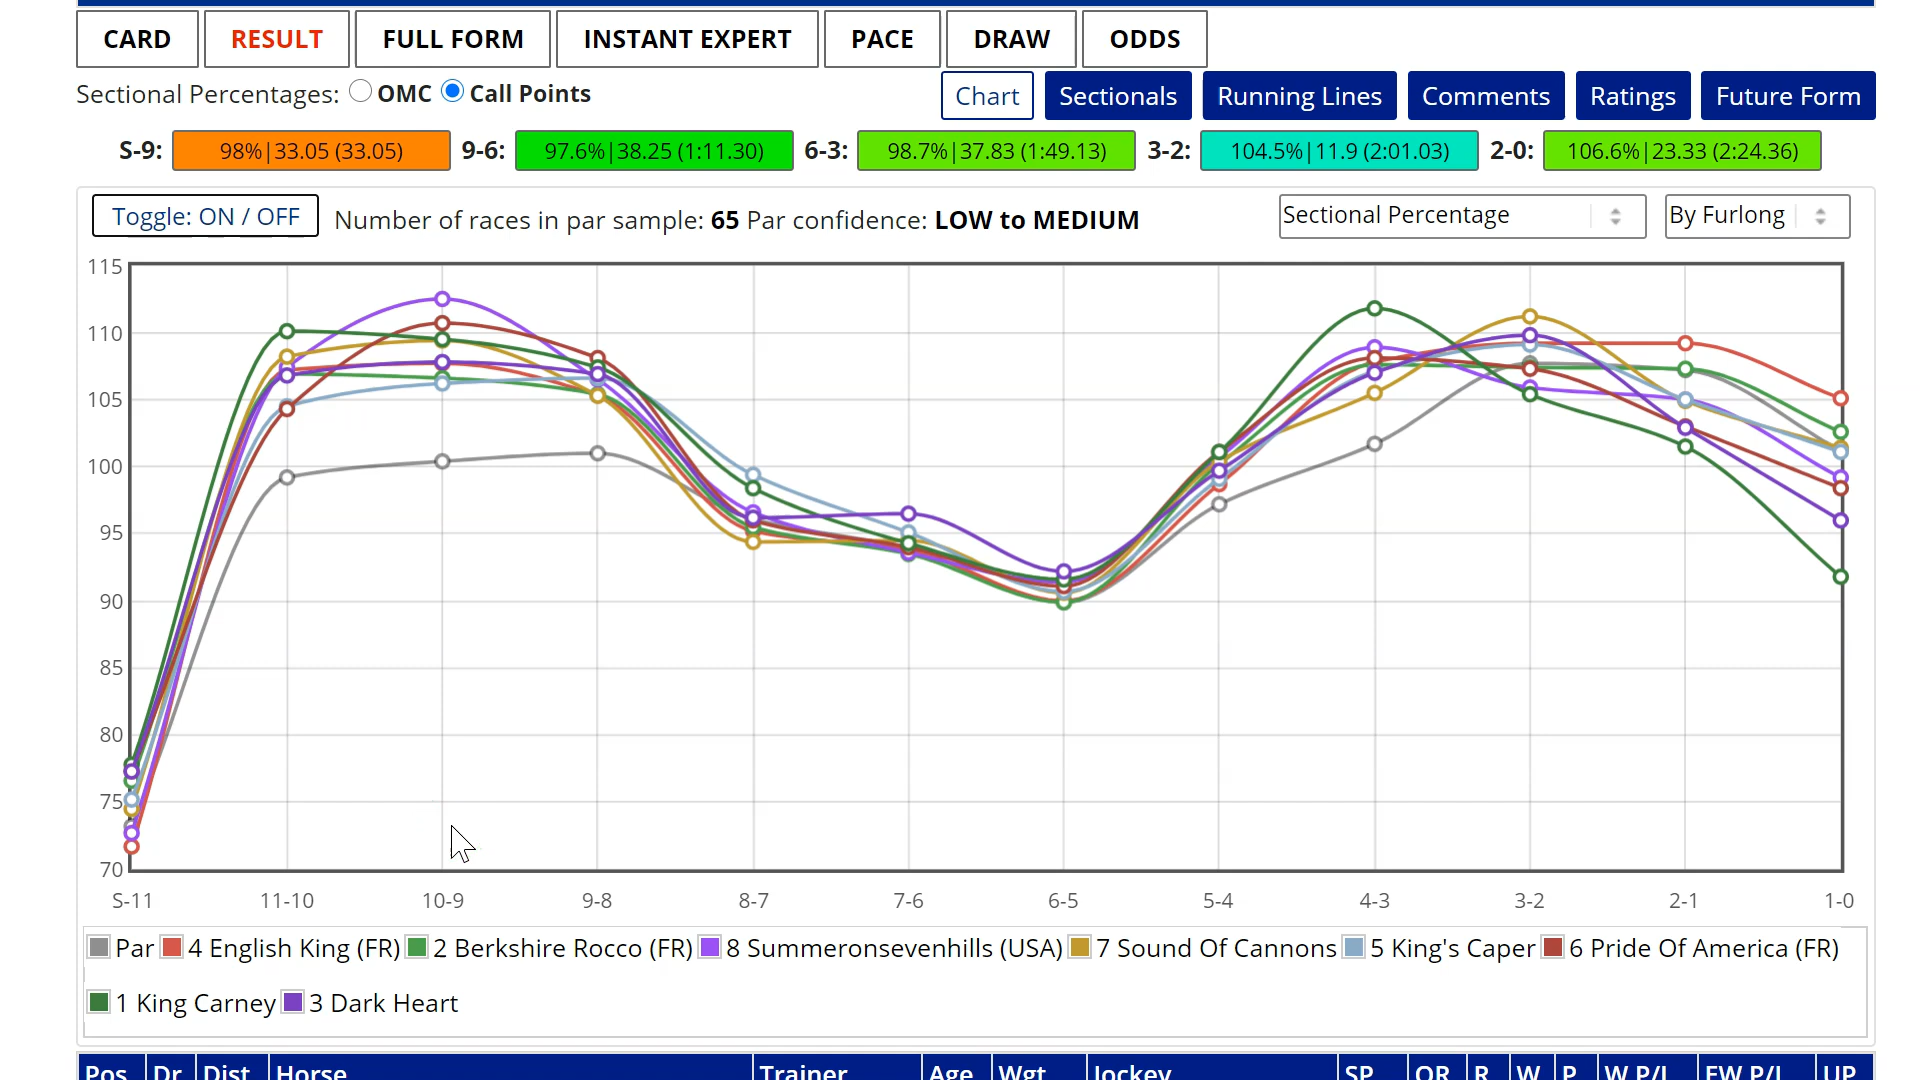 CARD RESULT FULL FORM INSTANT EXPERT PACE DRAW ODDS
Sectional Percentages: OMC Call Points Chart Sectionals Running Lines Comments Ratings Future Form
S-9: 98%|33.05 (33.05) 9-6: 97.6%|38.25 (1:11.30) 6-3: 98.7%|37.83 (1:49.13) 3-2: 104.5%|11.9 (2:01.03) 2-0: 106.6%|23.33 (2:24.36)
Toggle: ON / OFF Number of races in par sample: 65 Par confidence: LOW to MEDIUM Sectional Percentage By Furlong
115
110
105
100
95
90
85
80
75
70
S-11 11-10 10-9 9-8 8-7 7-6 6-5 5-4 4-3 3-2 2-1 1-0
Par 4 English King (FR) 2 Berkshire Rocco (FR) 8 Summeronsevenhills (USA) 7 Sound Of Cannons 5 King's Caper 6 Pride Of America (FR)
1 King Carney 3 Dark Heart
Pos Dr Dist Horse Trainer Age Wgt Jockey SP OR R W P W P/L EW P/L UP